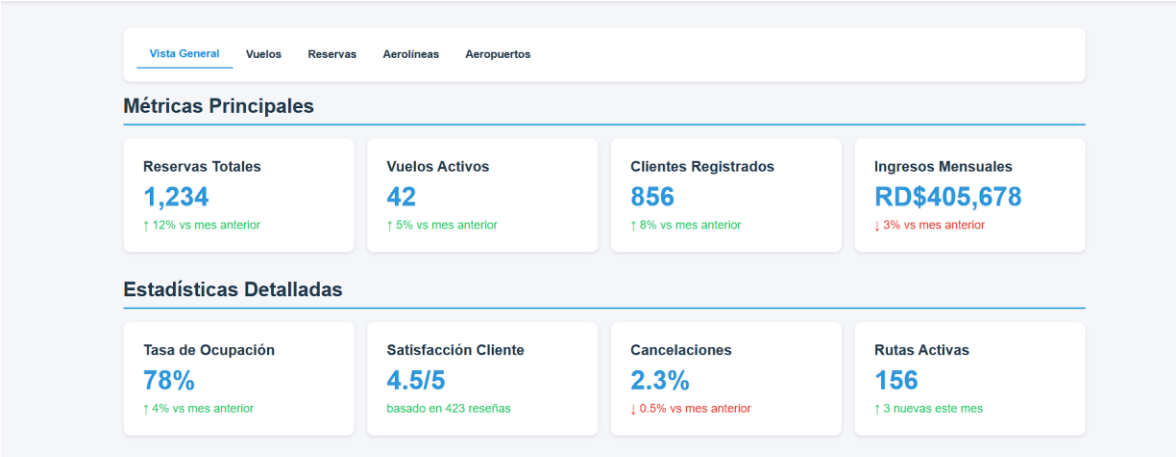 Vista General Vuelos Reservas Aerolíneas Aeropuertos
Métricas Principales
Reservas Totales
1,234
↑ 12% vs mes anterior
Vuelos Activos
42
↑ 5% vs mes anterior
Clientes Registrados
856
↑ 8% vs mes anterior
Ingresos Mensuales
RD$405,678
↓ 3% vs mes anterior
Estadísticas Detalladas
Tasa de Ocupación
78%
↑ 4% vs mes anterior
Satisfacción Cliente
4.5/5
basado en 423 reseñas
Cancelaciones
2.3%
↓ 0.5% vs mes anterior
Rutas Activas
156
↑ 3 nuevas este mes